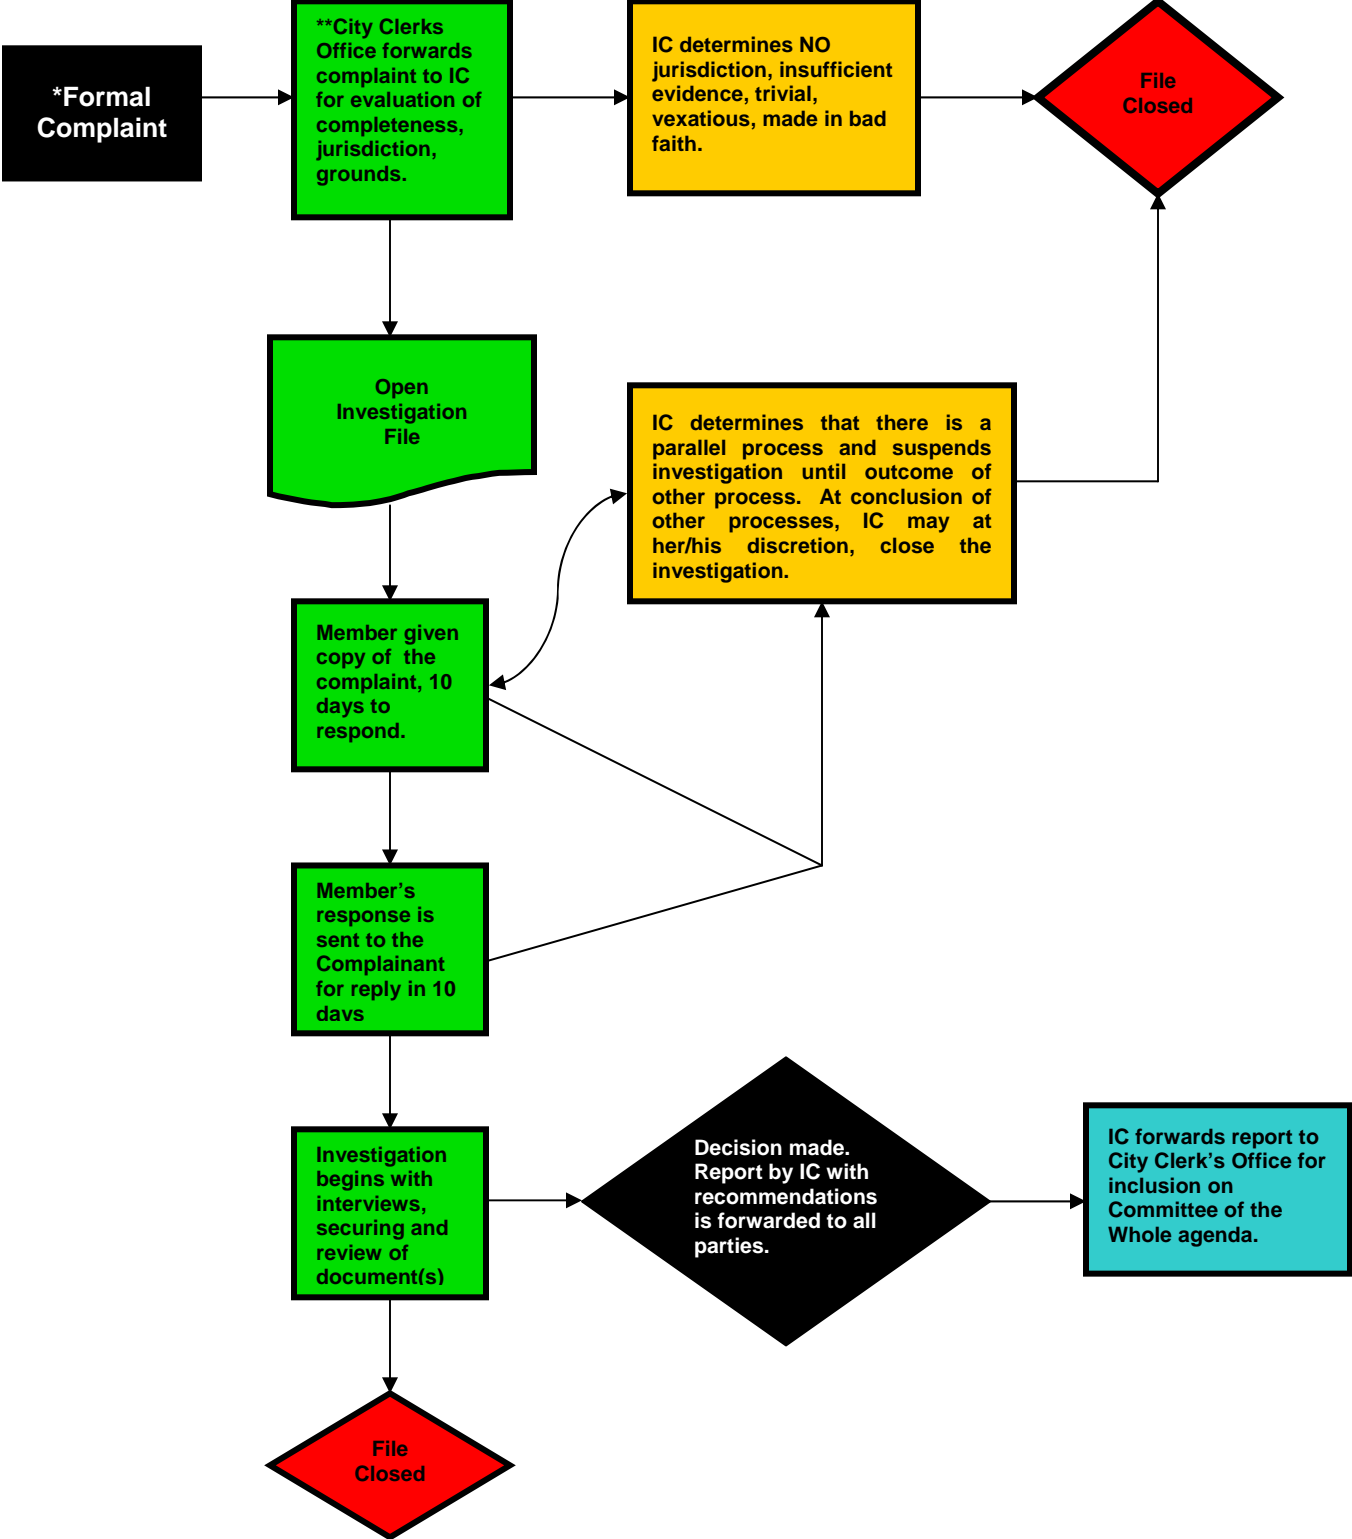 *Formal
Complaint
**City Clerks
Office forwards
complaint to IC
for evaluation of
completeness,
jurisdiction,
grounds.
IC determines NO
jurisdiction, insufficient
evidence, trivial,
vexatious, made in bad
faith.
File
Closed
Open
Investigation
File
IC determines that there is a
parallel process and suspends
investigation until outcome of
other process. At conclusion of
other processes, IC may at
her/his discretion, close the
investigation.
Member given
copy of the
complaint, 10
days to
respond.
Member's
response is
sent to the
Complainant
for reply in 10
days
Investigation
begins with
interviews,
securing and
review of
document(s)
Decision made.
Report by IC with
recommendations
is forwarded to all
parties.
IC forwards report to
City Clerk's Office for
inclusion on
Committee of the
Whole agenda.
File
Closed